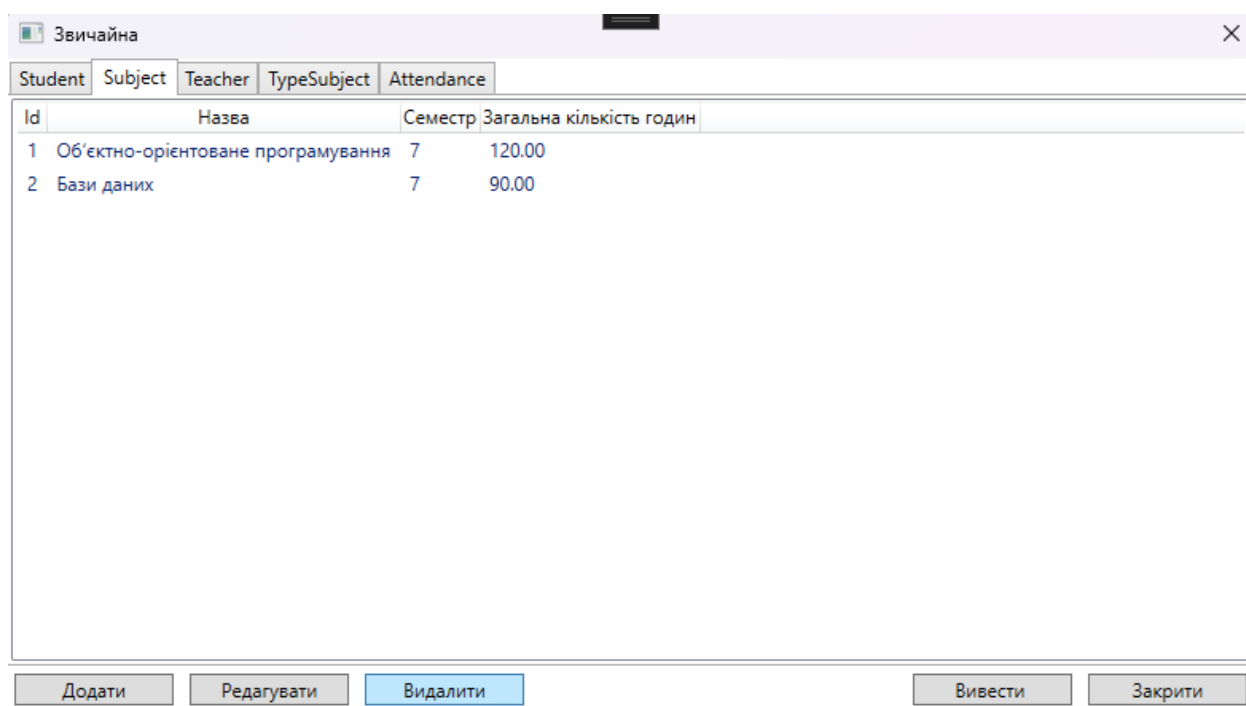 Звичайна
Student Subject Teacher TypeSubject Attendance
Id Назва Семестр Загальна кількість годин
1 Об'єктно-орієнтоване програмування 7 120.00
2 Бази даних 7 90.00
Додати Редагувати Видалити Вивести Закрити